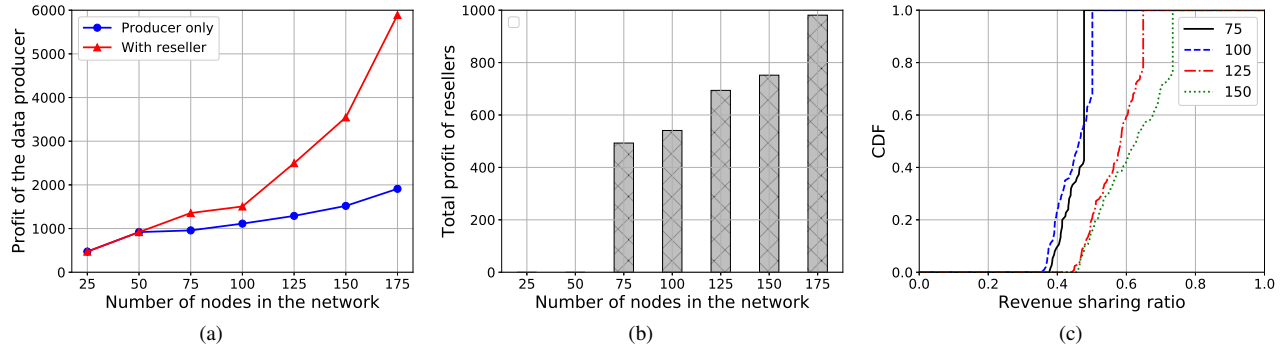 Profit of the data producer
6000
5000
4000
3000
2000
1000
0
Producer only
With reseller
25 50 75 100 125 150 175
Number of nodes in the network
(a)
Total profit of resellers
1000
800
600
400
200
0
25 50 75 100 125 150 175
Number of nodes in the network
(b)
CDF
1.0
0.8
0.6
0.4
0.2
0.0
75
100
125
150
0.0 0.2 0.4 0.6 0.8 1.0
Revenue sharing ratio
(c)